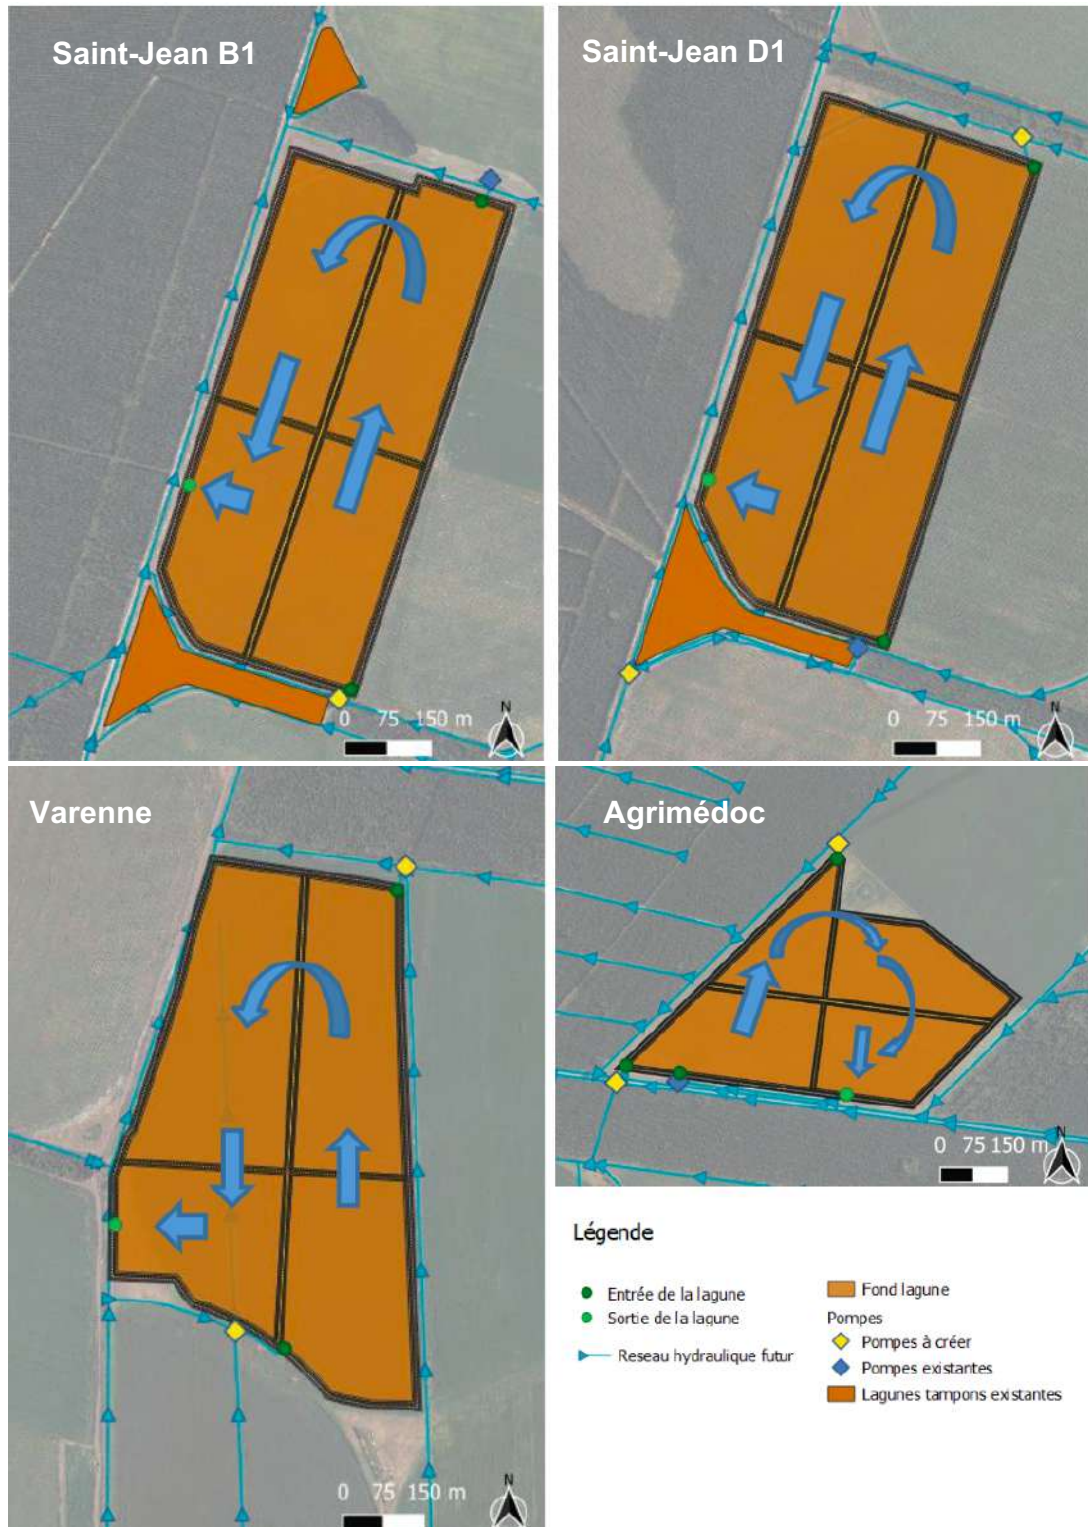 Saint-Jean B1
N
0 75 150 m
Saint-Jean D1
N
0 75 150 m
Varenne
N
0 75 150 m
Agrimédoc
N
0 75 150 m
Légende
Entrée de la lagune
Sortie de la lagune
Reseau hydraulique futur
Fond lagune
Pompes
Pompes à créer
Pompes existantes
Lagunes tampons existantes